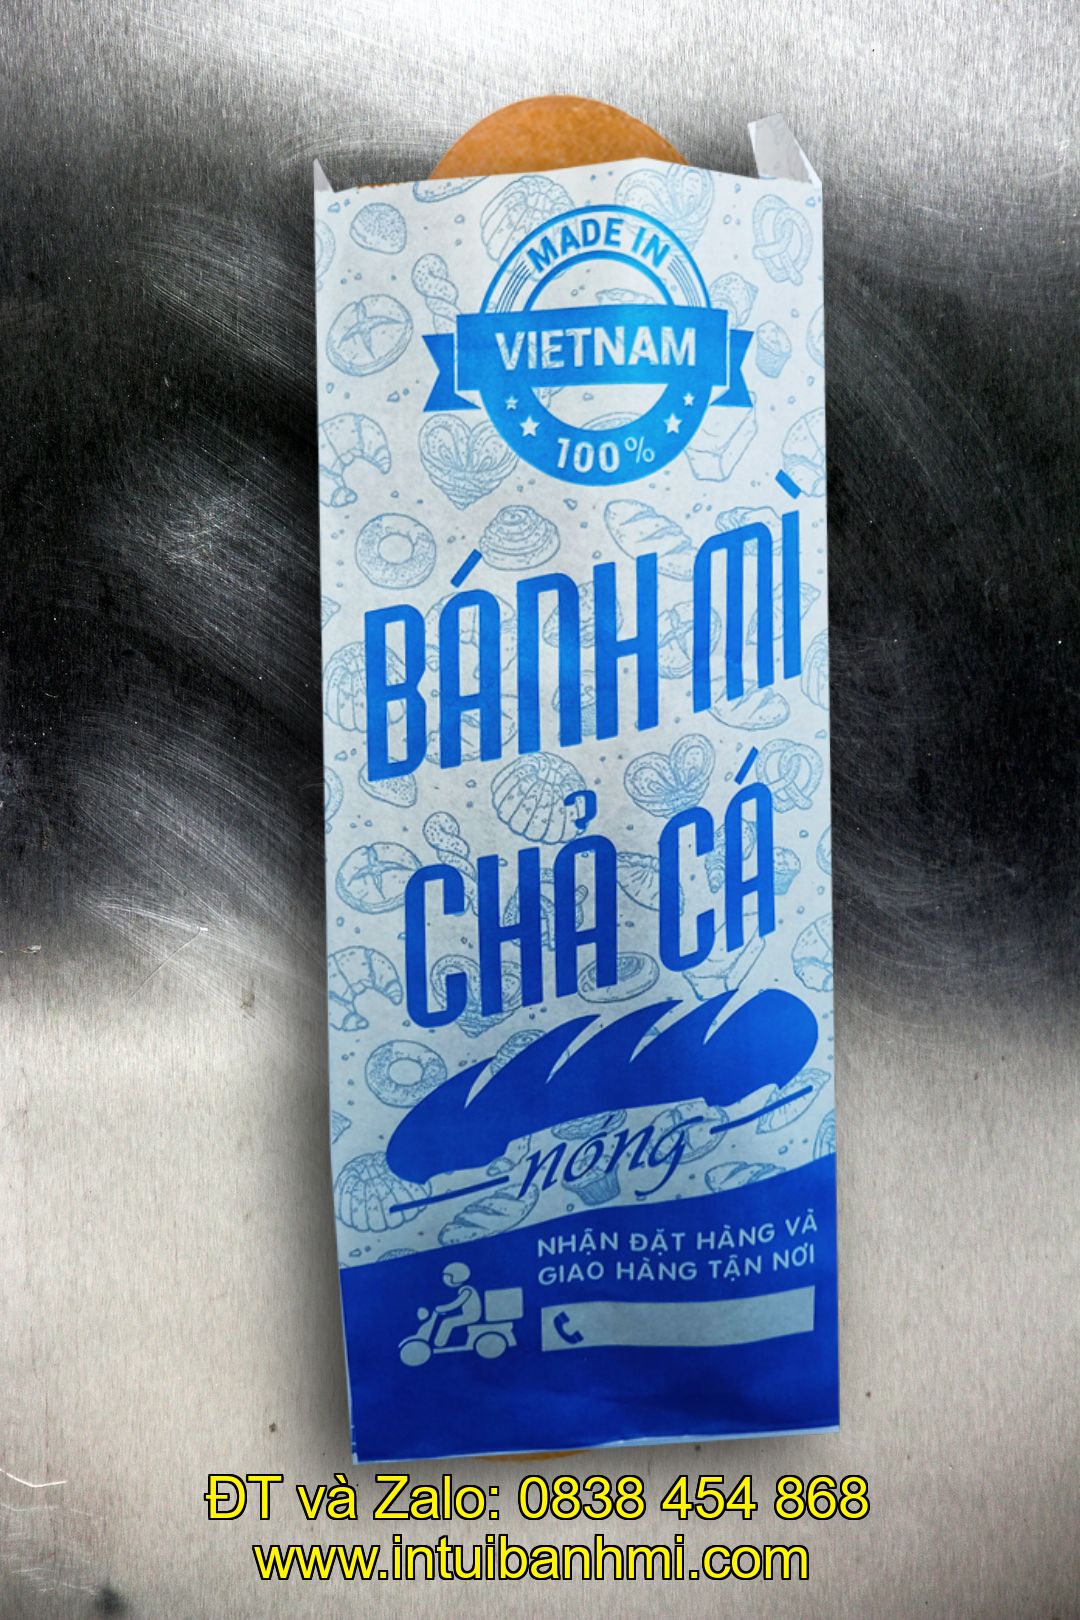 MADE IN
VIETNAM
100%
BÁNH MÌ
CHẢ CÁ
nóng
NHẬN ĐẶT HÀNG VÀ
GIAO HÀNG TẬN NƠI
ĐT và Zalo: 0838 454 868
www.intuibanhmi.com